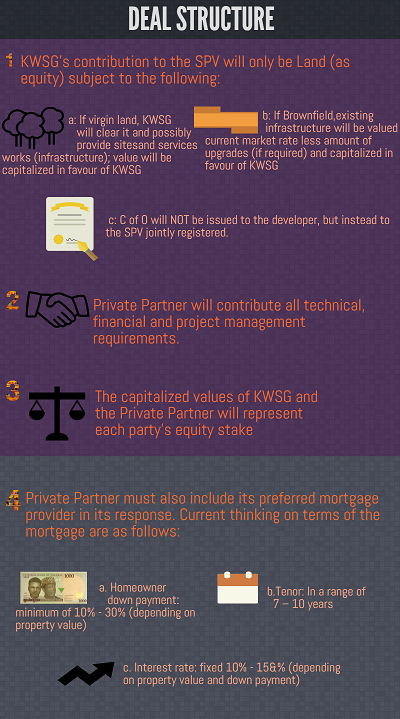 DEAL STRUCTURE
1 KWSG's contribution to the SPV will only be Land (as
equity) subject to the following:
a: If virgin land, KWSG
will clear it and possibly
provide sitesand services
works (infrastructure); value will be
capitalized in favour of KWSG
b: If Brownfield,existing
infrastructure will be valued
current market rate less amount of
upgrades (if required) and capitalized in
favour of KWSG
c: C of O will NOT be issued to the developer, but instead to
the SPV jointly registered.
2 Private Partner will contribute all technical,
financial and project management
requirements.
3 The capitalized values of KWSG and
the Private Partner will represent
each party's equity stake
4 Private Partner must also include its preferred mortgage
provider in its response. Current thinking on terms of the
mortgage are as follows:
1000
a. Homeowner
down payment:
minimum of 10% - 30% (depending on
property value)
b.Tenor: In a range of
7 – 10 years
c. Interest rate: fixed 10% - 15&% (depending
on property value and down payment)